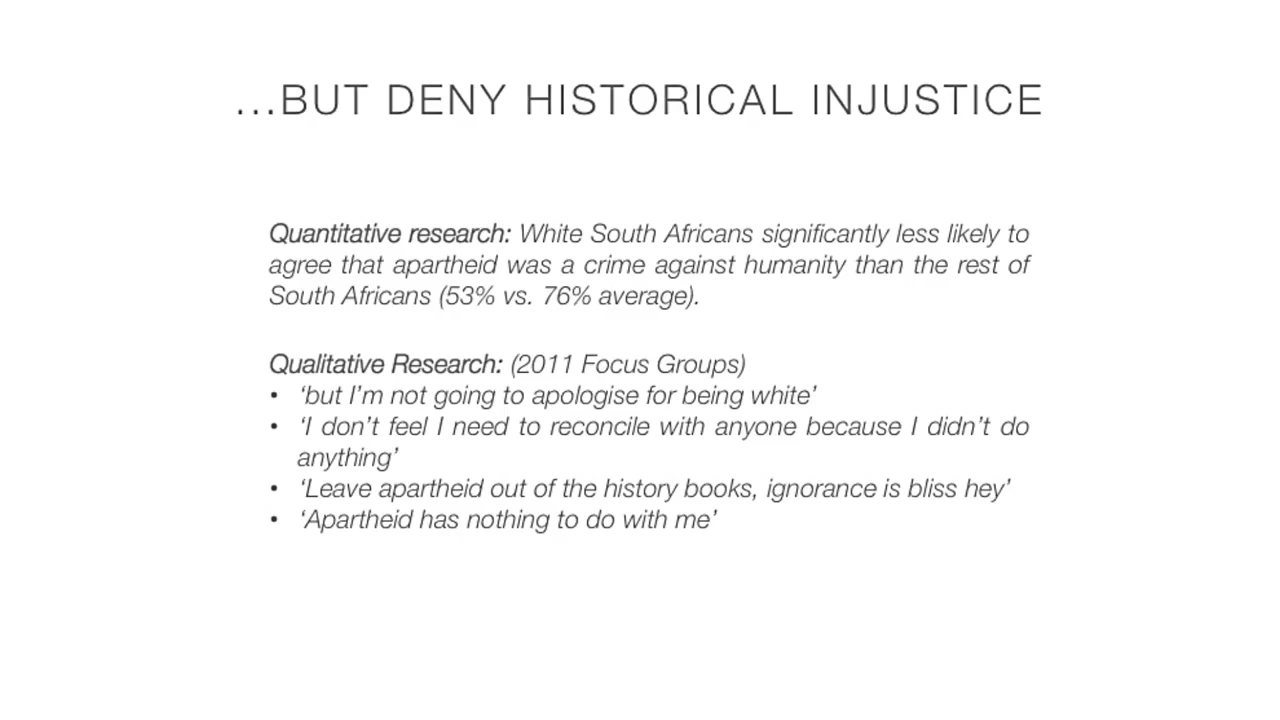 ...BUT DENY HISTORICAL INJUSTICE
Quantitative research: White South Africans significantly less likely to
agree that apartheid was a crime against humanity than the rest of
South Africans (53% vs. 76% average).
Qualitative Research: (2011 Focus Groups)
• ‘but I’m not going to apologise for being white’
• ‘I don’t feel I need to reconcile with anyone because I didn’t do
anything’
• ‘Leave apartheid out of the history books, ignorance is bliss hey’
• ‘Apartheid has nothing to do with me’